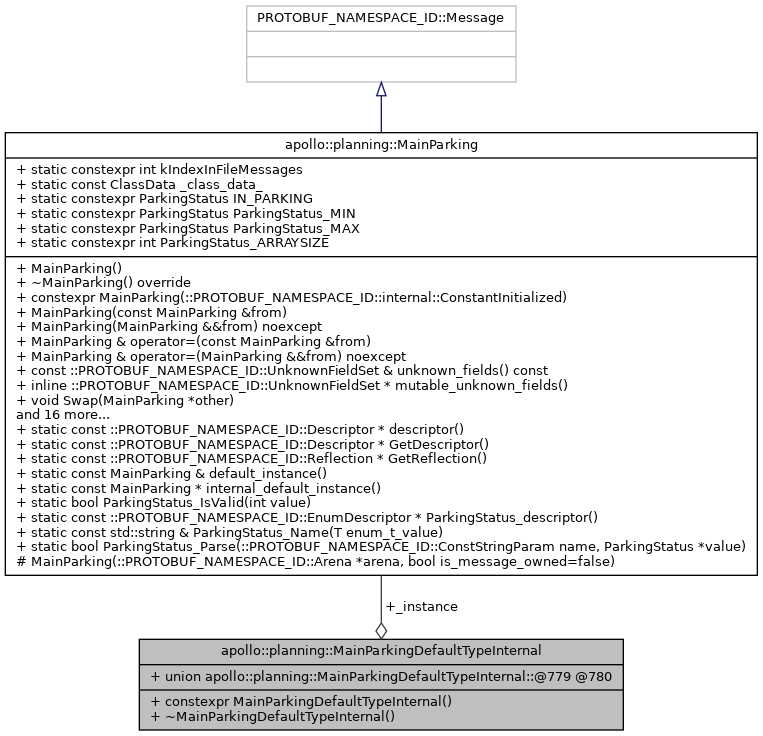 PROTOBUF_NAMESPACE_ID::Message
apollo::planning::MainParking
+ static constexpr int kIndexInFileMessages
+ static const ClassData _class_data_
+ static constexpr ParkingStatus IN_PARKING
+ static constexpr ParkingStatus ParkingStatus_MIN
+ static constexpr ParkingStatus ParkingStatus_MAX
+ static constexpr int ParkingStatus_ARRAYSIZE
+ MainParking()
+ ~MainParking() override
+ constexpr MainParking(::PROTOBUF_NAMESPACE_ID::internal::ConstantInitialized)
+ MainParking(const MainParking &from)
+ MainParking(MainParking &&from) noexcept
+ MainParking & operator=(const MainParking &from)
+ MainParking & operator=(MainParking &&from) noexcept
+ const ::PROTOBUF_NAMESPACE_ID::UnknownFieldSet & unknown_fields() const
+ inline ::PROTOBUF_NAMESPACE_ID::UnknownFieldSet * mutable_unknown_fields()
+ void Swap(MainParking *other)
and 16 more...
+ static const ::PROTOBUF_NAMESPACE_ID::Descriptor * descriptor()
+ static const ::PROTOBUF_NAMESPACE_ID::Descriptor * GetDescriptor()
+ static const ::PROTOBUF_NAMESPACE_ID::Reflection * GetReflection()
+ static const MainParking & default_instance()
+ static const MainParking * internal_default_instance()
+ static bool ParkingStatus_IsValid(int value)
+ static const ::PROTOBUF_NAMESPACE_ID::EnumDescriptor * ParkingStatus_descriptor()
+ static const std::string & ParkingStatus_Name(T enum_t_value)
+ static bool ParkingStatus_Parse(::PROTOBUF_NAMESPACE_ID::ConstStringParam name, ParkingStatus *value)
# MainParking(::PROTOBUF_NAMESPACE_ID::Arena *arena, bool is_message_owned=false)
+_instance
apollo::planning::MainParkingDefaultTypeInternal
+ union apollo::planning::MainParkingDefaultTypeInternal::@779 @780
+ constexpr MainParkingDefaultTypeInternal()
+ ~MainParkingDefaultTypeInternal()